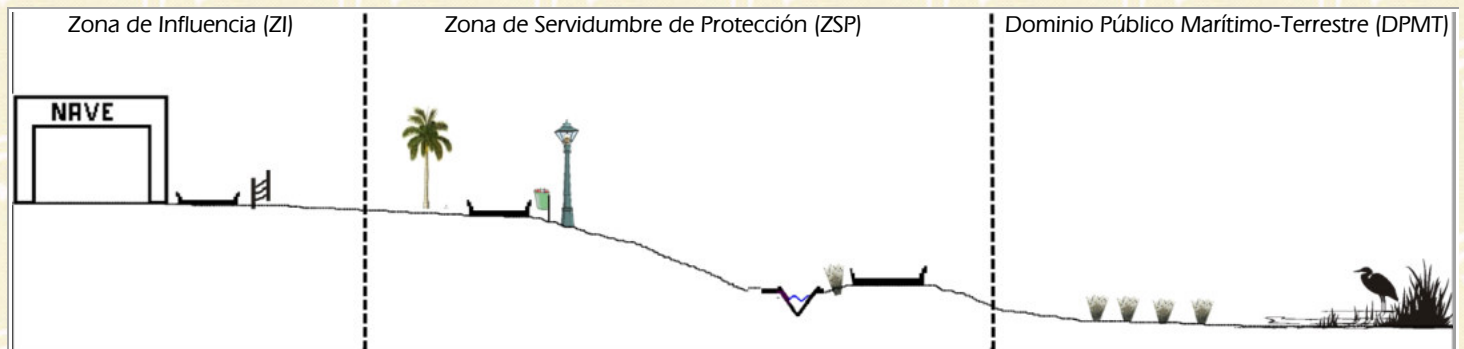 Zona de Influencia (ZI)
Zona de Servidumbre de Protección (ZSP)
Dominio Público Marítimo-Terrestre (DPMT)
NAVE